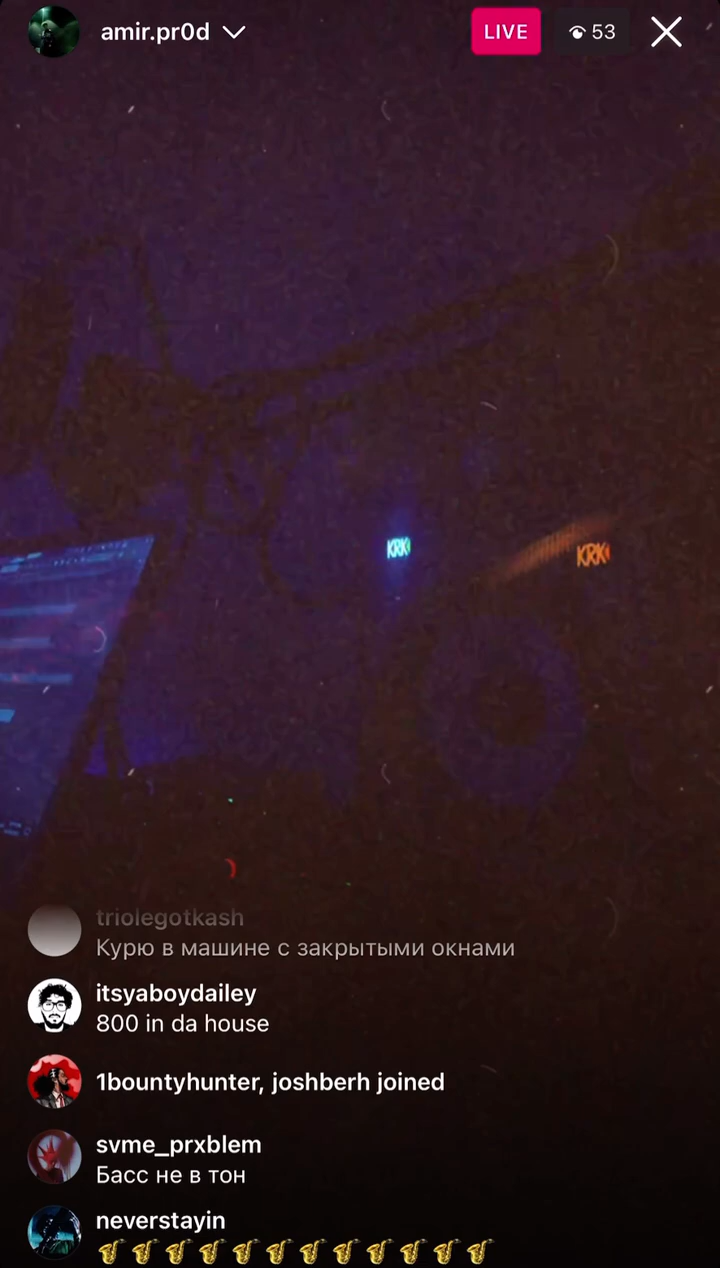 amir.pr0d
LIVE
53
KRK
KRK
triolegotkash
Курю в машине с закрытыми окнами
itsyaboydailey
800 in da house
1bountyhunter, joshberh joined
svme_prxblem
Басс не в тон
neverstayin
🎷🎷🎷🎷🎷🎷🎷🎷🎷🎷🎷🎷